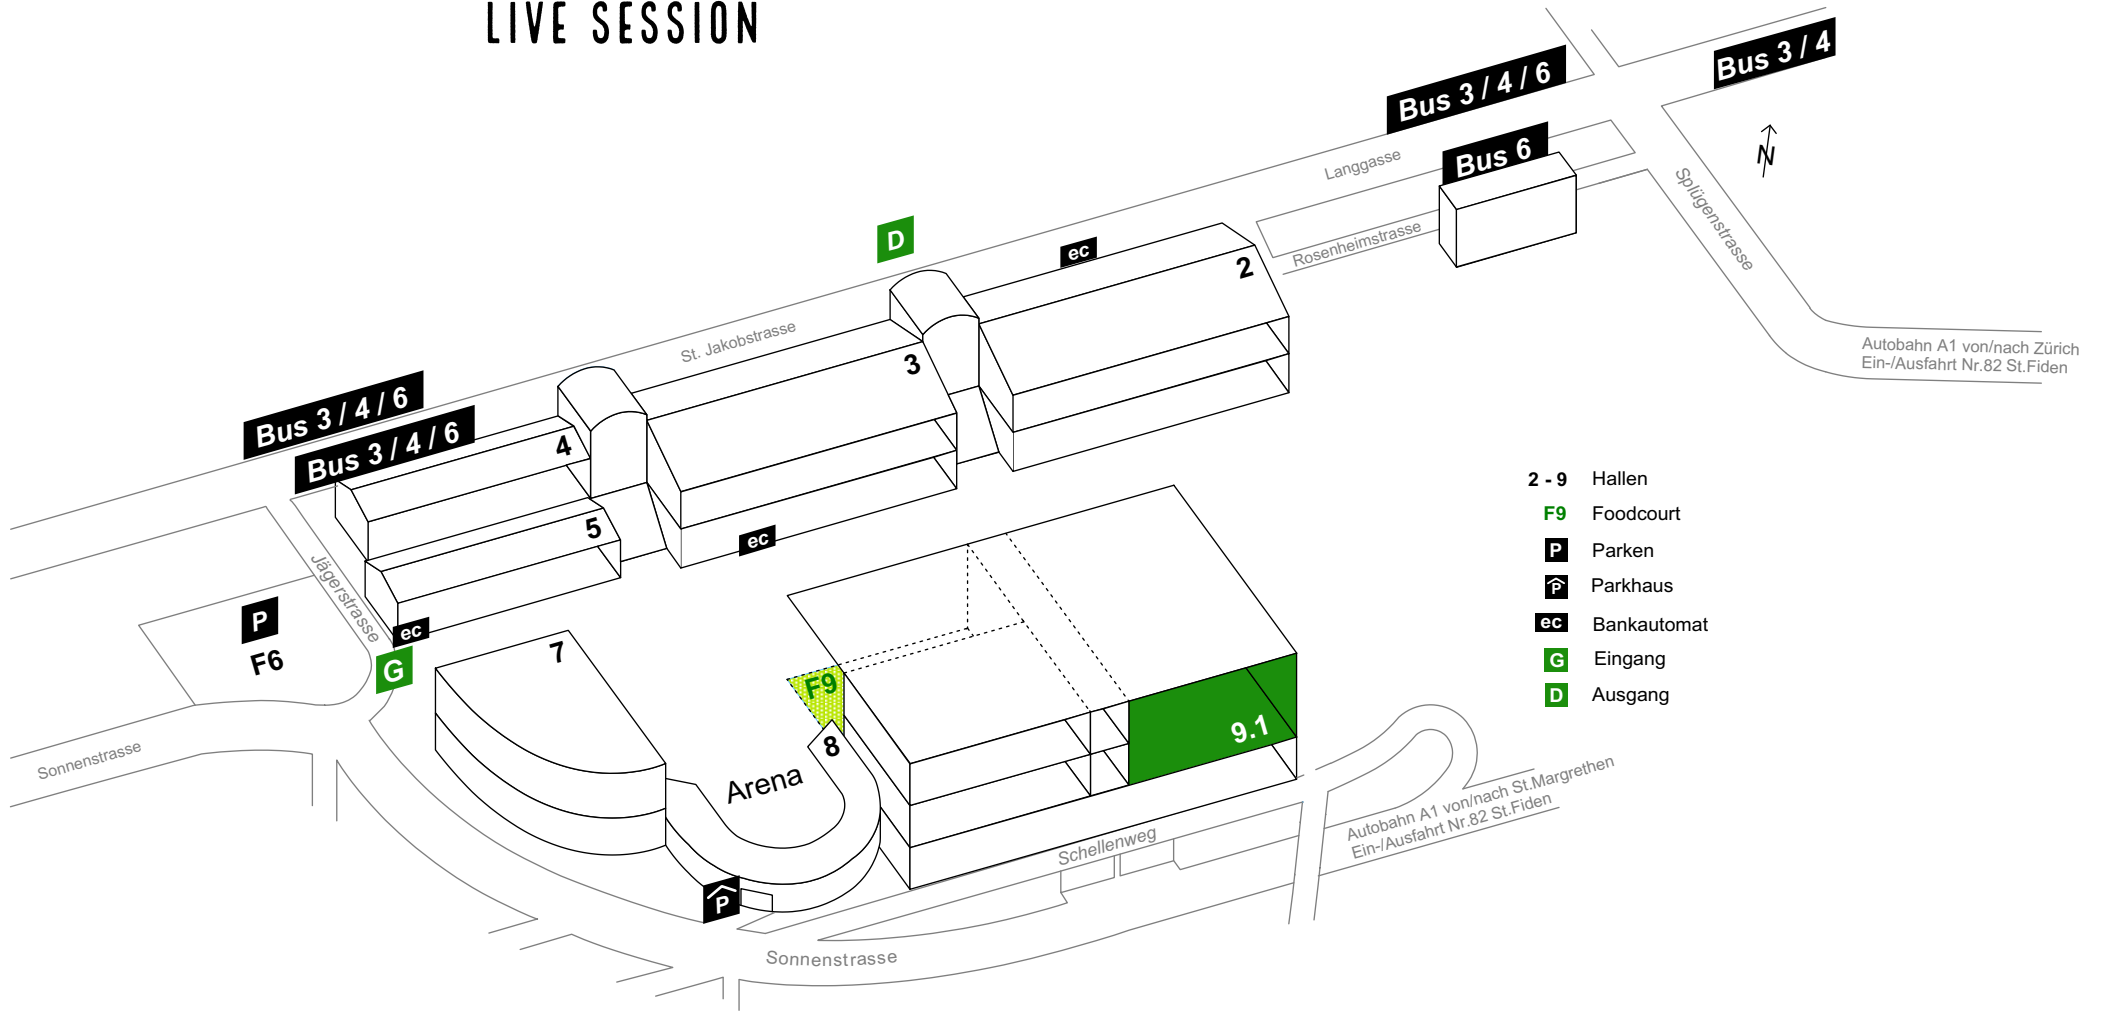 LIVE SESSION
Bus 3 / 4
Bus 3 / 4 / 6
Bus 6
Langgasse
N
Splügenstrasse
Rosenheimstrasse
D
ec
2
St. Jakobstrasse
3
Autobahn A1 von/nach Zürich
Ein-/Ausfahrt Nr.82 St.Fiden
Bus 3 / 4 / 6
Bus 3 / 4 / 6
4
5
ec
Jägerstrasse
P
F6
ec
G
7
F9
8
Arena
9.1
2 - 9 Hallen
F9 Foodcourt
P Parken
P Parkhaus
ec Bankautomat
G Eingang
D Ausgang
Sonnenstrasse
Autobahn A1 von/nach St.Margrethen
Ein-/Ausfahrt Nr.82 St.Fiden
Schellenweg
P
Sonnenstrasse